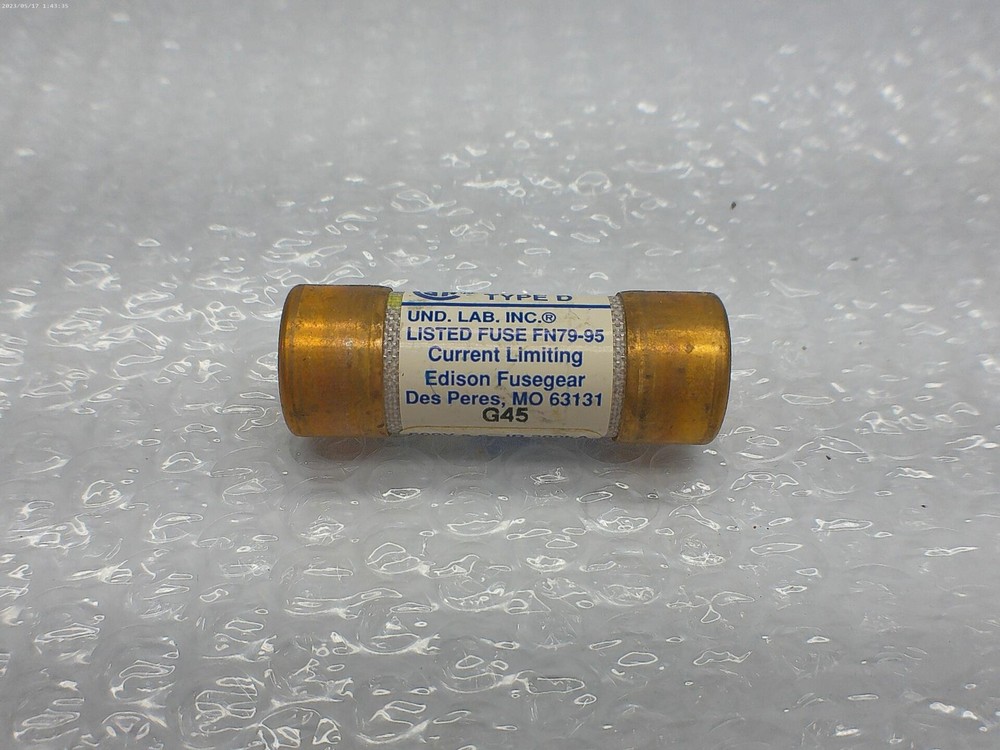 2023/05/17 1:43:35
TYPE D
UND. LAB. INC.®
LISTED FUSE FN79-95
Current Limiting
Edison Fusegear
Des Peres, MO 63131
G45